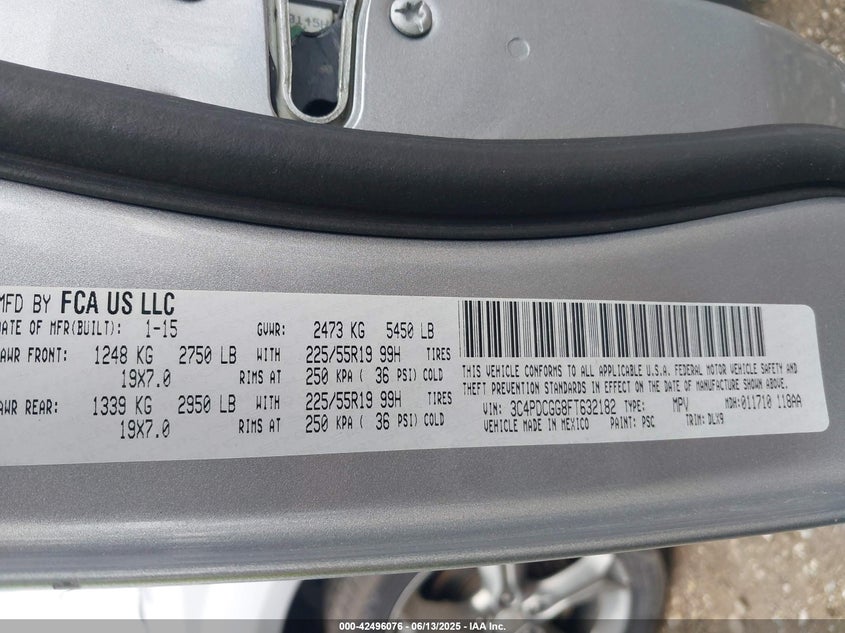 MFD BY FCA US LLC
DATE OF MFR(BUILT): 1-15 GVWR: 2473 KG 5450 LB
GAWR FRONT: 1248 KG 2750 LB WITH 225/55R19 99H TIRES
19X7.0 RIMS AT 250 KPA ( 36 PSI) COLD
GAWR REAR: 1339 KG 2950 LB WITH 225/55R19 99H TIRES
19X7.0 RIMS AT 250 KPA ( 36 PSI) COLD
THIS VEHICLE CONFORMS TO ALL APPLICABLE U.S.A. FEDERAL MOTOR VEHICLE SAFETY AND
THEFT PREVENTION STANDARDS IN EFFECT ON THE DATE OF MANUFACTURE SHOWN ABOVE.
VIN: 3C4PDCGG8FT632182 TYPE: MPV MDH: 011710 118AA
VEHICLE MADE IN MEXICO PAINT: PSC TRIM: DLX9
000-42496076 - 06/13/2025 - IAA Inc.